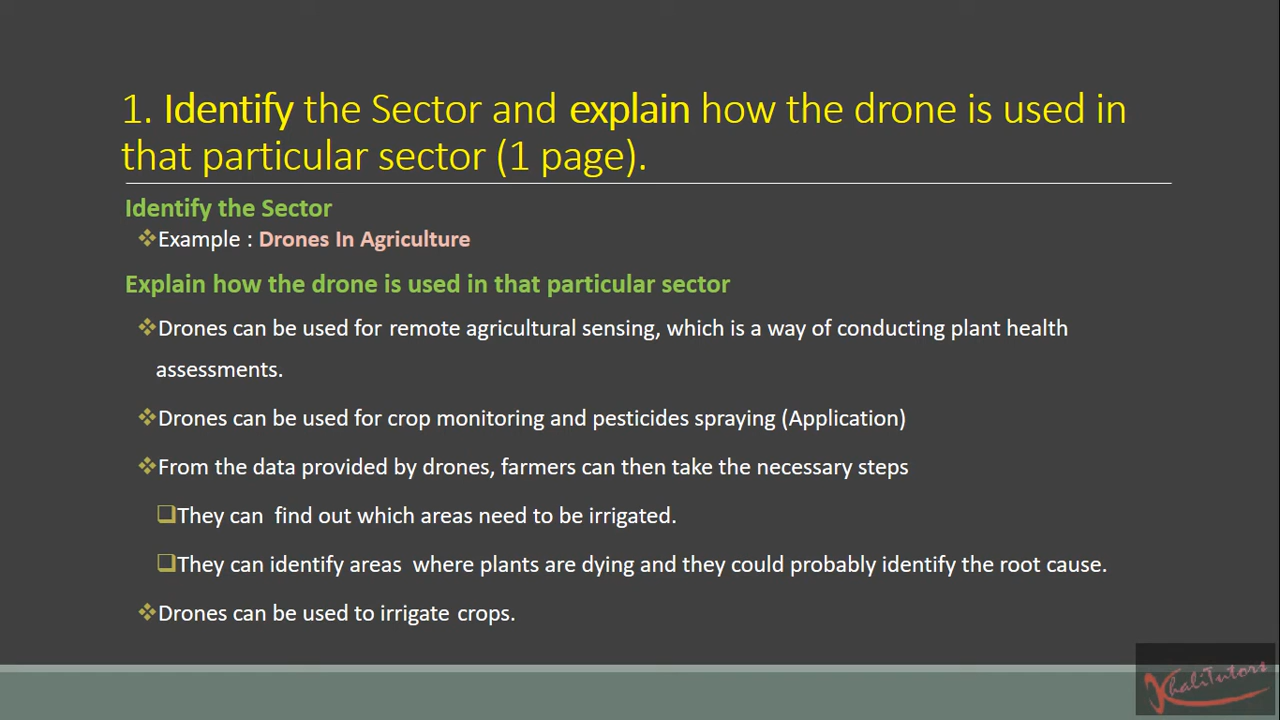 1. Identify the Sector and explain how the drone is used in
that particular sector (1 page).
Identify the Sector
Example : Drones In Agriculture
Explain how the drone is used in that particular sector
Drones can be used for remote agricultural sensing, which is a way of conducting plant health
assessments.
Drones can be used for crop monitoring and pesticides spraying (Application)
From the data provided by drones, farmers can then take the necessary steps
They can find out which areas need to be irrigated.
They can identify areas where plants are dying and they could probably identify the root cause.
Drones can be used to irrigate crops.
KhaliTutors